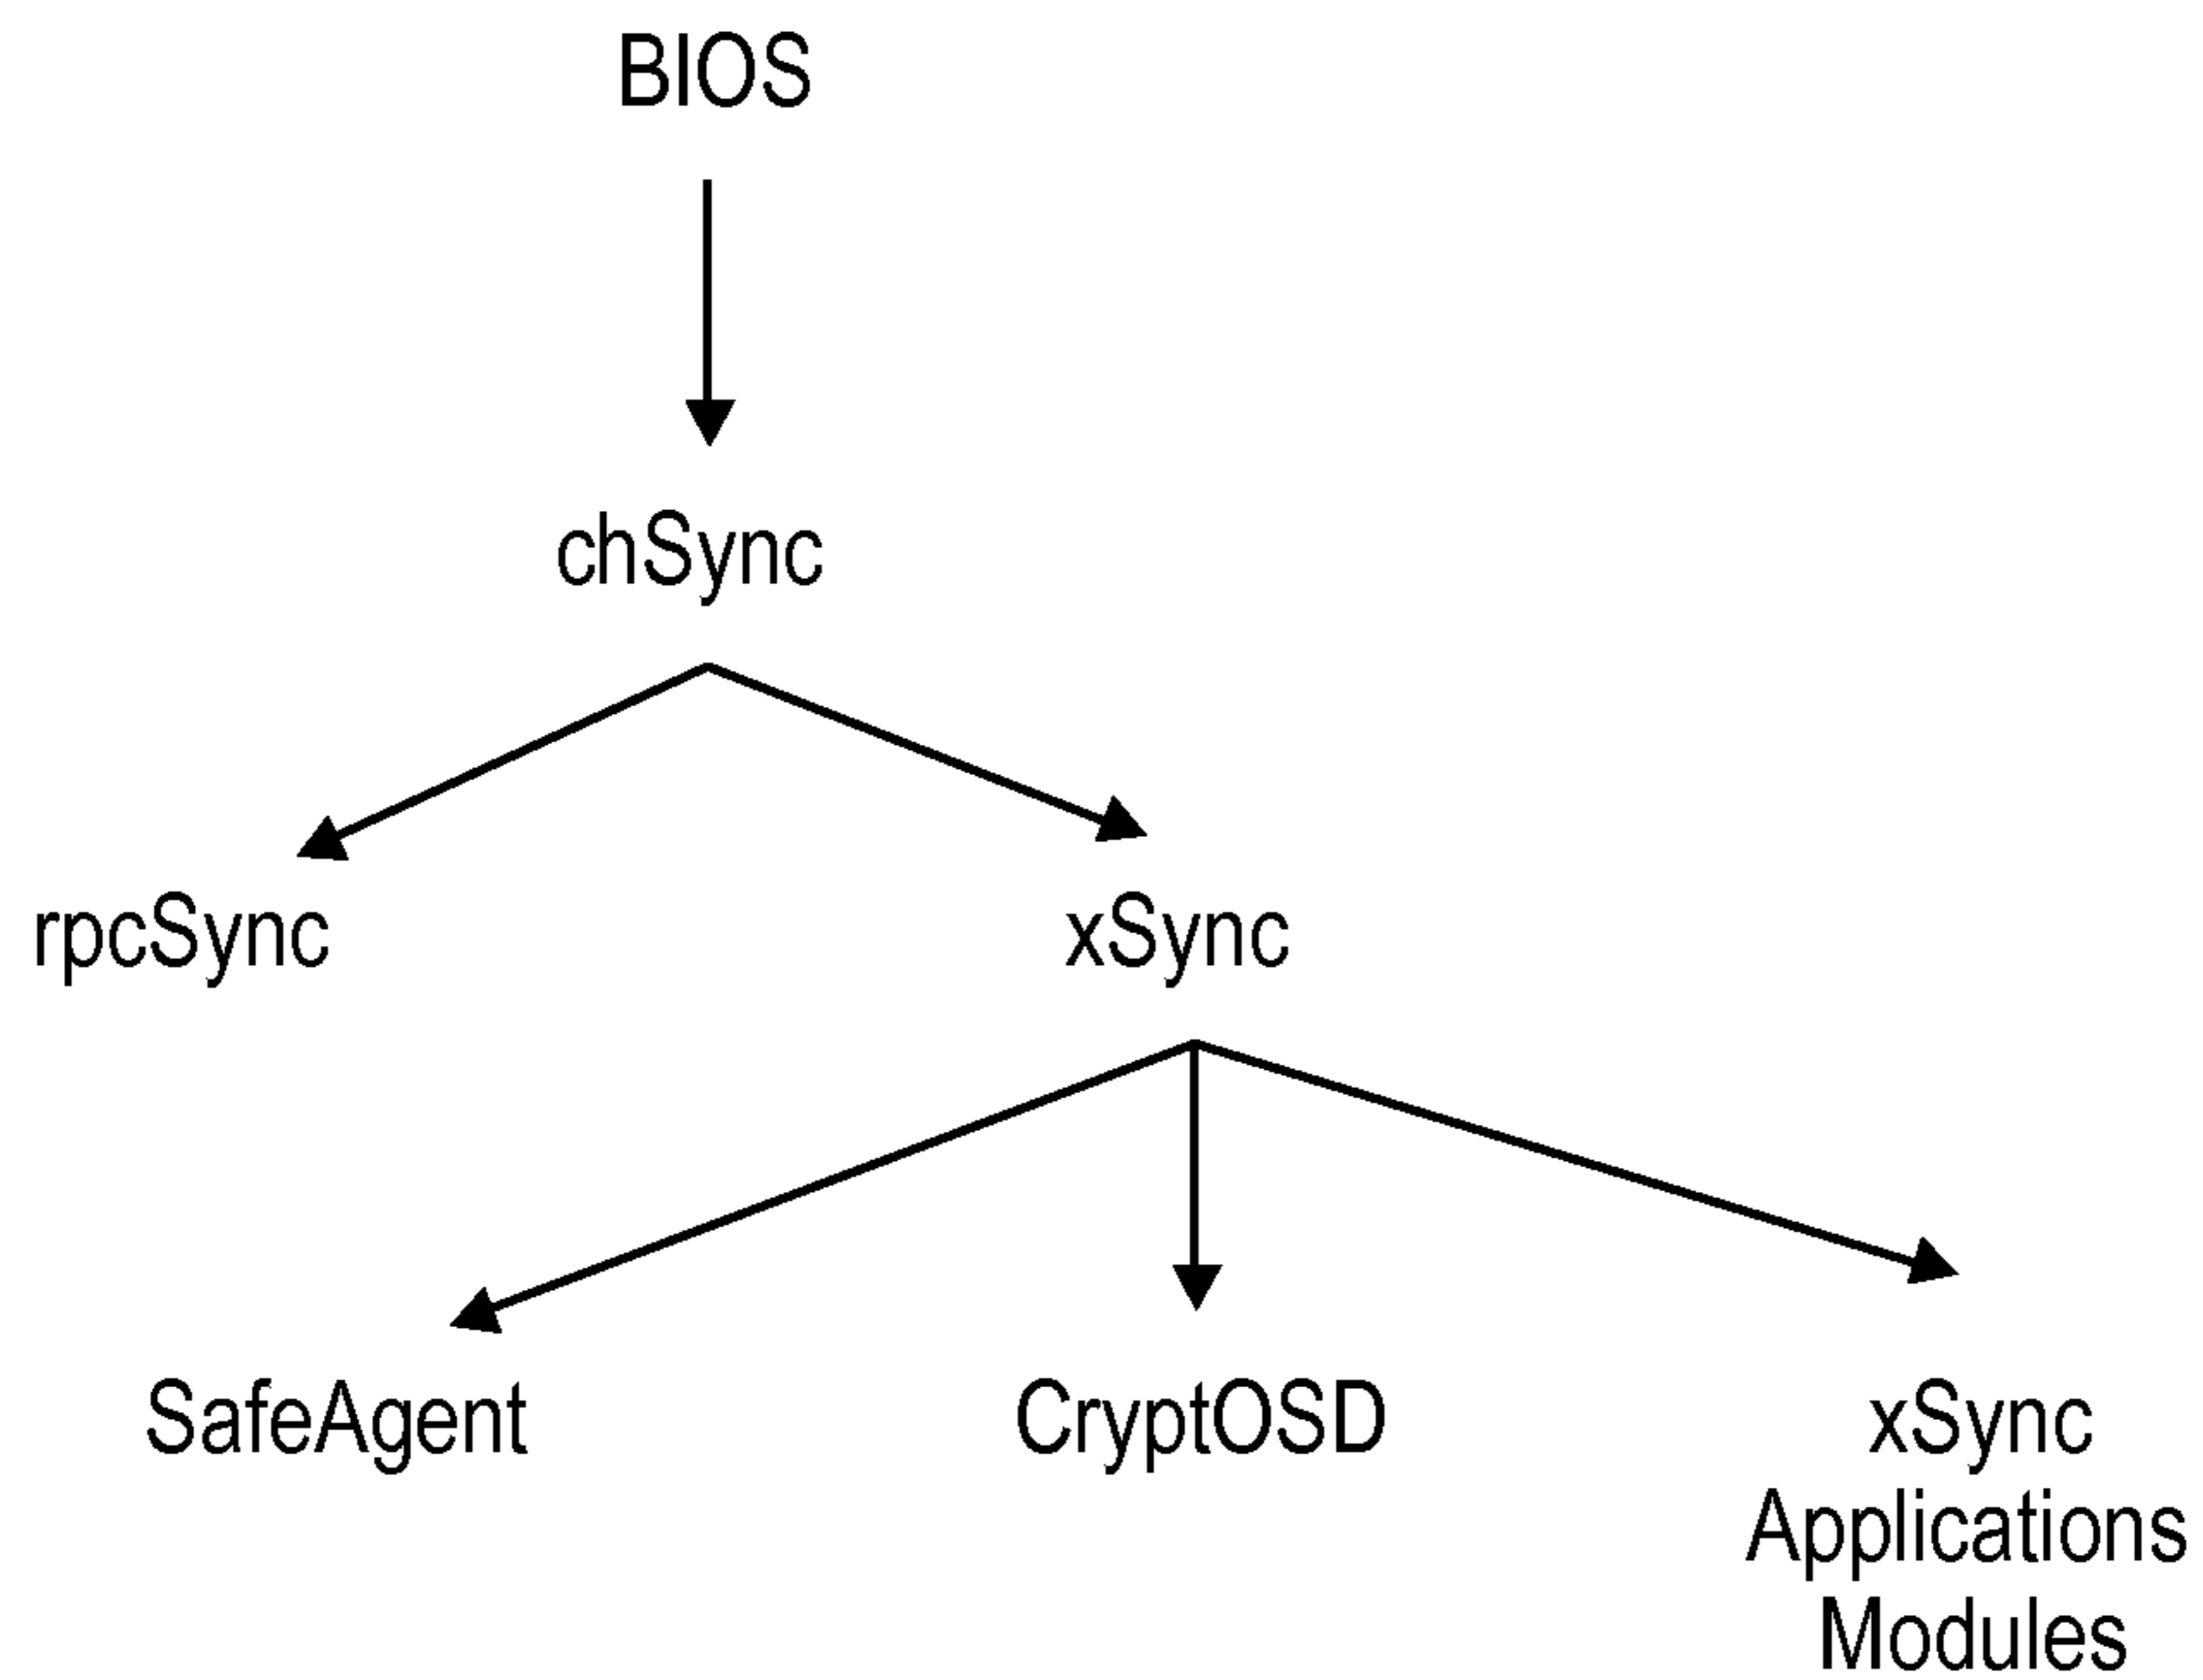 BIOS
chSync
rpcSync
xSync
SafeAgent
CryptOSD
xSync
Applications
Modules